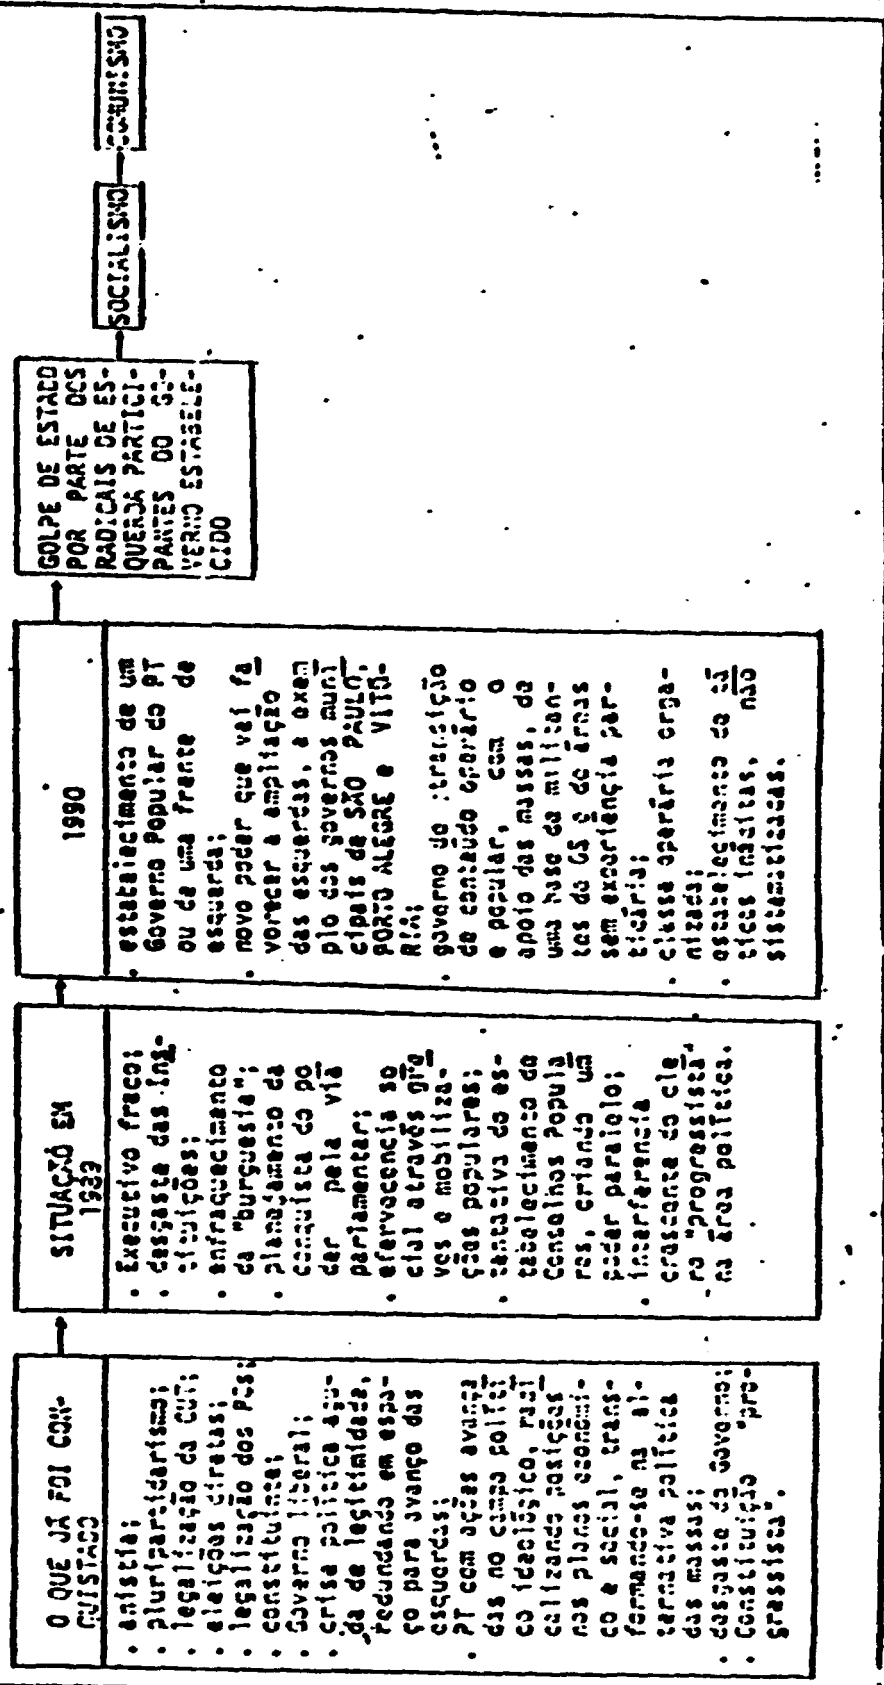 O QUE JÁ FOI CON-
QUISTADO
. anistia;
. pluripartidarismo;
. legalização da CUT;
. eleições diretas;
. legalização dos PCs;
. constituinte;
. Governo liberal;
. crise política agu-
da de legitimidade,
redundando em espa-
ço para avanço das
esquerdas;
. PT com ações avança
das no campo políti
co ideológico, radi
calizando posições
nos planos econômi-
co e social, trans-
formando-se na al-
ternativa política
das massas;
. desgaste do Governo;
. Constituição "pro-
gressista".
SITUAÇÃO EM
1989
. Executivo fraco;
. desgaste das Ins-
tituições;
. enfraquecimento
da "burguesia";
. planejamento da
conquista do po
der pela via
parlamentar;
. efervecência so
cial através gre
ves e mobiliza-
ções populares;
. tentativa do es-
tabelecimento de
Conselhos Popula
res, criando um
poder paralelo;
. interferência
crescente do cle
ro "progressista"
na área política.
1990
. estabelecimento de um
Governo Popular do PT
ou de uma frente de
esquerda;
. novo poder que vai fa
vorecer a ampliação
das esquerdas, a exem
plo dos governos muni
cipais de SÃO PAULO,
PORTO ALEGRE e VITÓ-
RIA;
. governo de transição
de conteúdo operário
e popular, com o
apoio das massas, de
uma base de militan-
tes de
sem experiência par-
tidária;
. classe operária orga-
nizada;
. estabelecimento de tá
ticas inéditas, não
sistematizadas.
GOLPE DE ESTADO
POR PARTE DOS
RADICAIS DE ES-
QUERDA PARTICI-
PANTES DO GO-
VERNO ESTABELE-
CIDO
SOCIALISMO
COMUNISMO